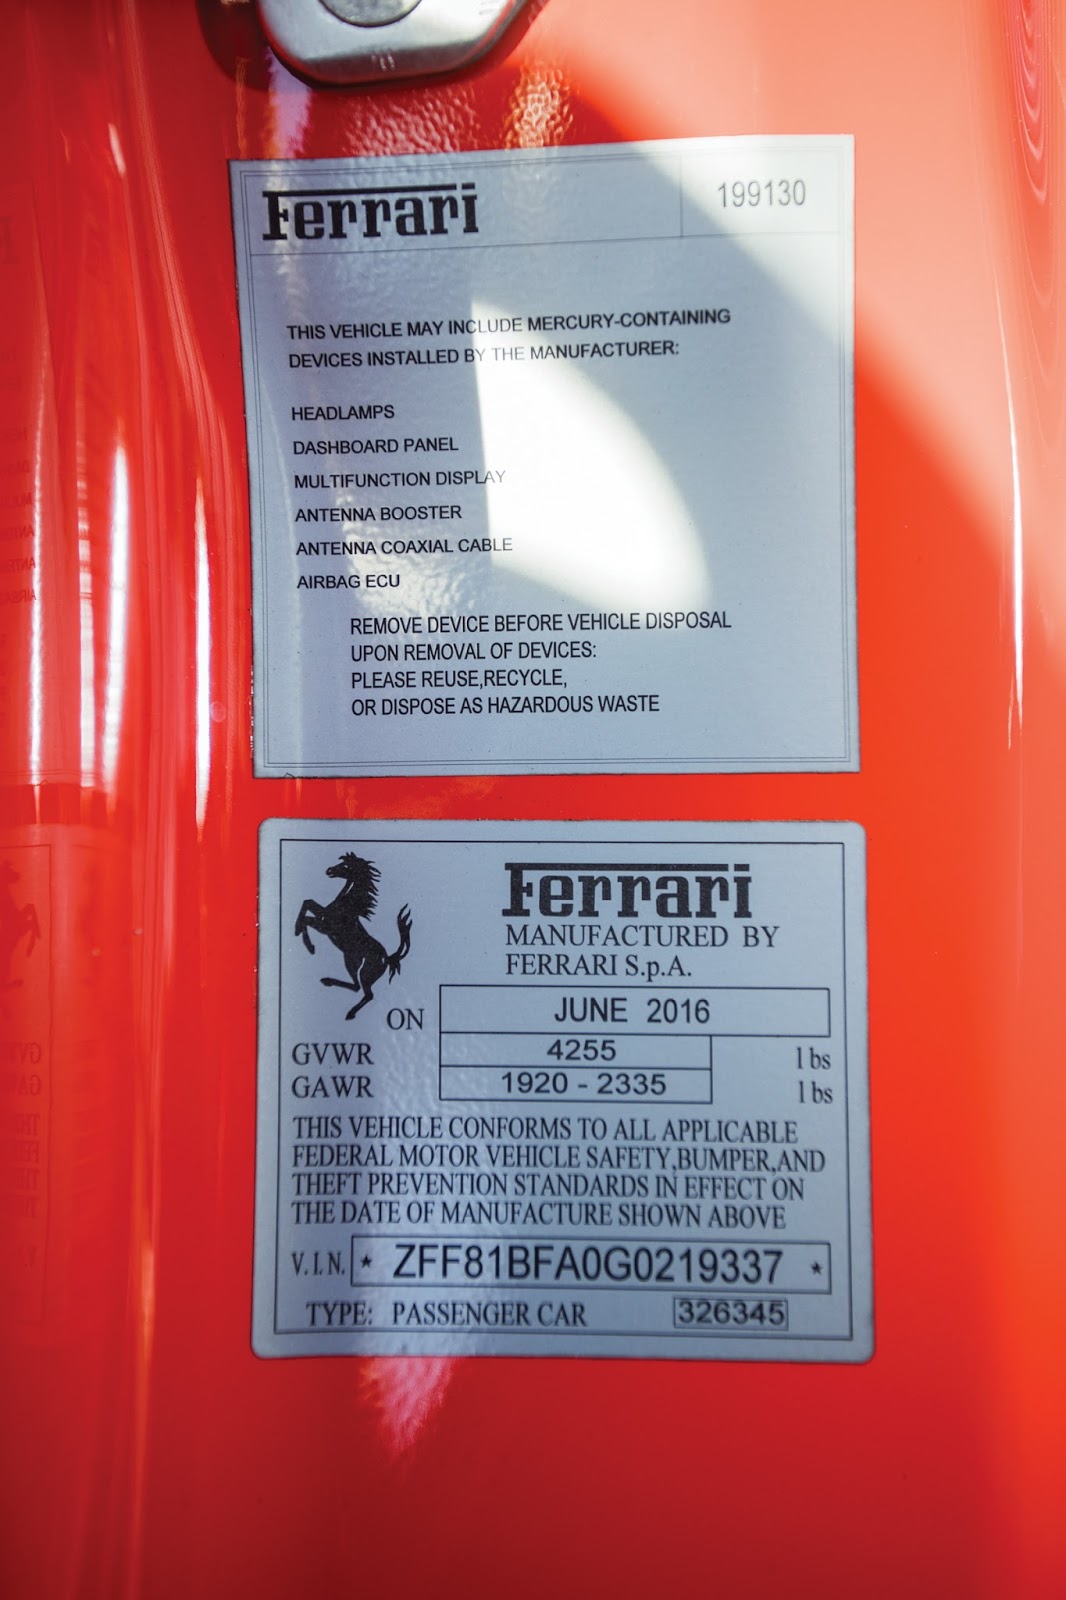 Ferrari 199130
THIS VEHICLE MAY INCLUDE MERCURY-CONTAINING
DEVICES INSTALLED BY THE MANUFACTURER:
HEADLAMPS
DASHBOARD PANEL
MULTIFUNCTION DISPLAY
ANTENNA BOOSTER
ANTENNA COAXIAL CABLE
AIRBAG ECU
REMOVE DEVICE BEFORE VEHICLE DISPOSAL
UPON REMOVAL OF DEVICES:
PLEASE REUSE,RECYCLE,
OR DISPOSE AS HAZARDOUS WASTE
Ferrari
MANUFACTURED BY
FERRARI S.p.A.
ON JUNE 2016
GVWR 4255 lbs
GAWR 1920 - 2335 lbs
THIS VEHICLE CONFORMS TO ALL APPLICABLE
FEDERAL MOTOR VEHICLE SAFETY,BUMPER,AND
THEFT PREVENTION STANDARDS IN EFFECT ON
THE DATE OF MANUFACTURE SHOWN ABOVE
V.I.N. * ZFF81BFA0G0219337 *
TYPE: PASSENGER CAR 326345